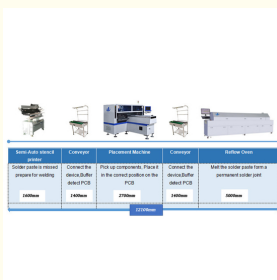 Semi-Auto stencil printer
Conveyor
Placement Machine
Conveyor
Reflow Oven
Solder paste is missed
prepare for welding
Connect the
device,Buffer
detect PCB
Pick up components, Place it
in the correct position on the
PCB
Connect the
device,Buffer
detect PCB
Melt the solder paste form a
permanent solder joint
1600mm
1400mm
2700mm
1400mm
5000mm
12100mm